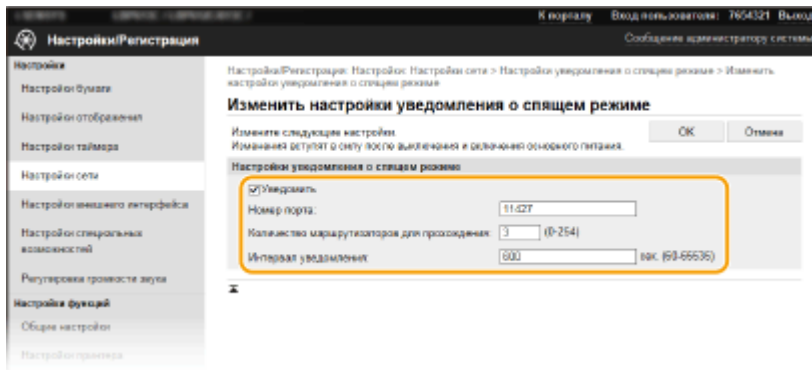 К порталу Вход пользователя: 7654321 Выход
Настройки/Регистрация
Сообщение администратору системы
Настройки
Настройки бумаги
Настройки отображения
Настройки таймера
Настройки сети
Настройки внешнего интерфейса
Настройки специальных
возможностей
Регулировка громкости звука
Настройки функций
Общие настройки
Настройки принтера
Настройки/Регистрация: Настройки: Настройки сети > Настройки уведомления о спящем режиме > Изменить
настройки уведомления о спящем режиме
Изменить настройки уведомления о спящем режиме
Измените следующие настройки.
Изменения вступят в силу после выключения и включения основного питания.
OK Отмена
Настройки уведомления о спящем режиме
Уведомить
Номер порта: 11427
Количество маршрутизаторов для прохождения: 3 (0-254)
Интервал уведомления: 600 сек. (60-65535)